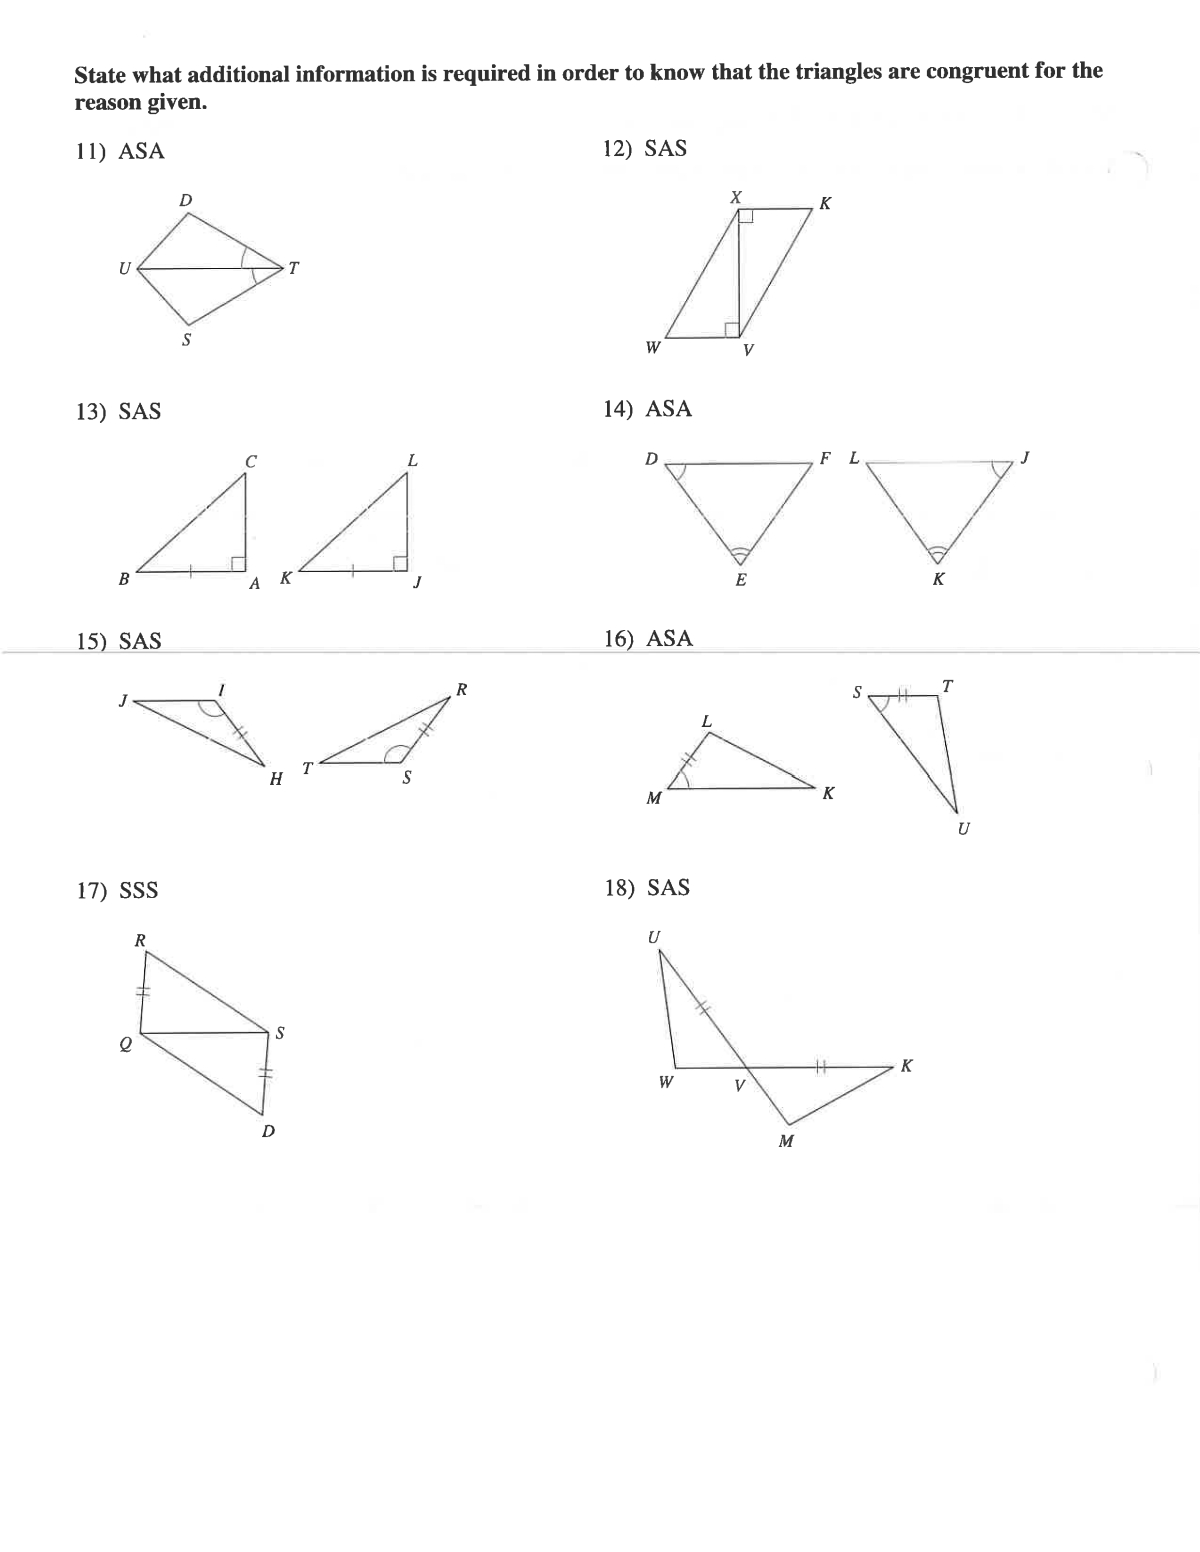 State what additional information is required in order to know that the triangles are congruent for the
reason given.
11) ASA
12) SAS
D
U
T
S
X
K
W
V
13) SAS
14) ASA
C
L
B
A
K
J
D
F
L
J
E
K
15) SAS
16) ASA
J
I
H
R
T
S
L
M
K
S
T
U
17) SSS
18) SAS
R
Q
S
D
U
W
V
K
M